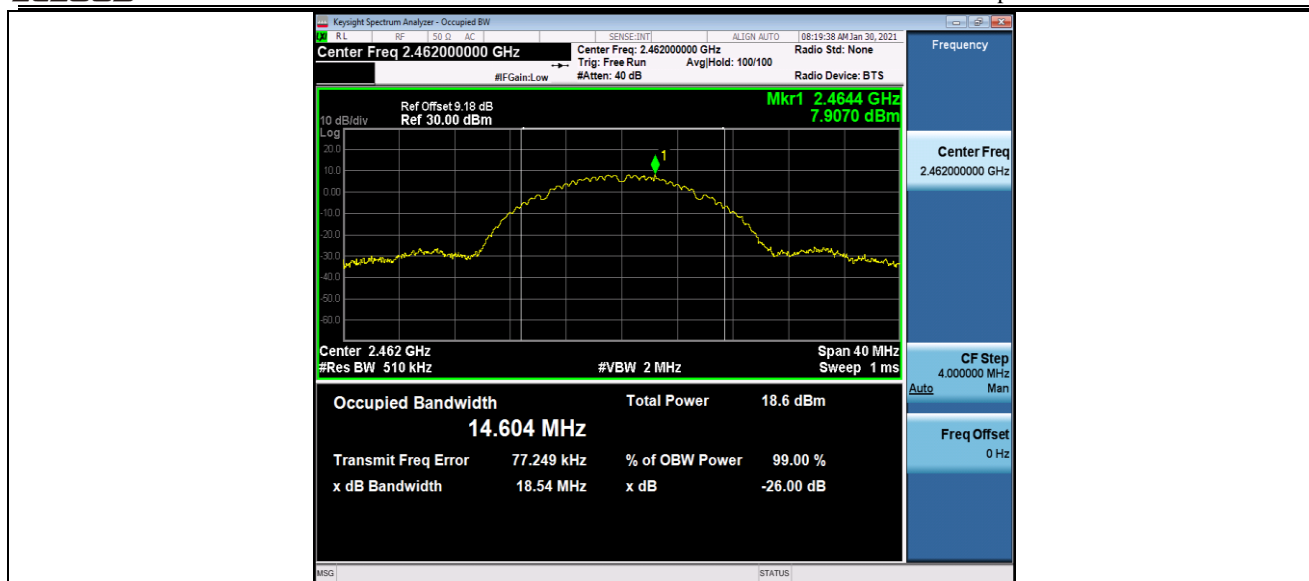 Keysight Spectrum Analyzer - Occupied BW
RL RF 50 Ω AC SENSE:INT ALIGN AUTO 08:19:38 AM Jan 30, 2021
Center Freq 2.462000000 GHz
Center Freq: 2.462000000 GHz Radio Std: None
Trig: Free Run Avg|Hold: 100/100
#IFGain:Low #Atten: 40 dB Radio Device: BTS
Frequency
Mkr1 2.4644 GHz
7.9070 dBm
Ref Offset 9.18 dB
10 dB/div Ref 30.00 dBm
Log
20.0
10.0
0.00
-10.0
-20.0
-30.0
-40.0
-50.0
-60.0
1
Center 2.462 GHz Span 40 MHz
#Res BW 510 kHz #VBW 2 MHz Sweep 1 ms
Occupied Bandwidth Total Power 18.6 dBm
14.604 MHz
Transmit Freq Error 77.249 kHz % of OBW Power 99.00 %
x dB Bandwidth 18.54 MHz x dB -26.00 dB
Center Freq
2.462000000 GHz
CF Step
4.000000 MHz
Auto Man
Freq Offset
0 Hz
MSG STATUS